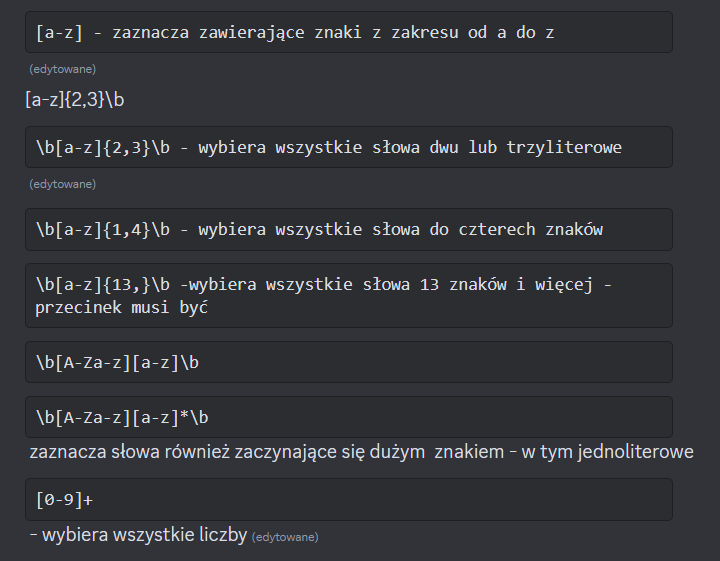 [a-z] - zaznacza zawierające znaki z zakresu od a do z
(edytowane)
[a-z]{2,3}\b
\b[a-z]{2,3}\b - wybiera wszystkie słowa dwu lub trzyliterowe
(edytowane)
\b[a-z]{1,4}\b - wybiera wszystkie słowa do czterech znaków
\b[a-z]{13,}\b -wybiera wszystkie słowa 13 znaków i więcej -
przecinek musi być
\b[A-Za-z][a-z]\b
\b[A-Za-z][a-z]*\b
zaznacza słowa również zaczynające się dużym  znakiem - w tym jednoliterowe
[0-9]+
- wybiera wszystkie liczby (edytowane)